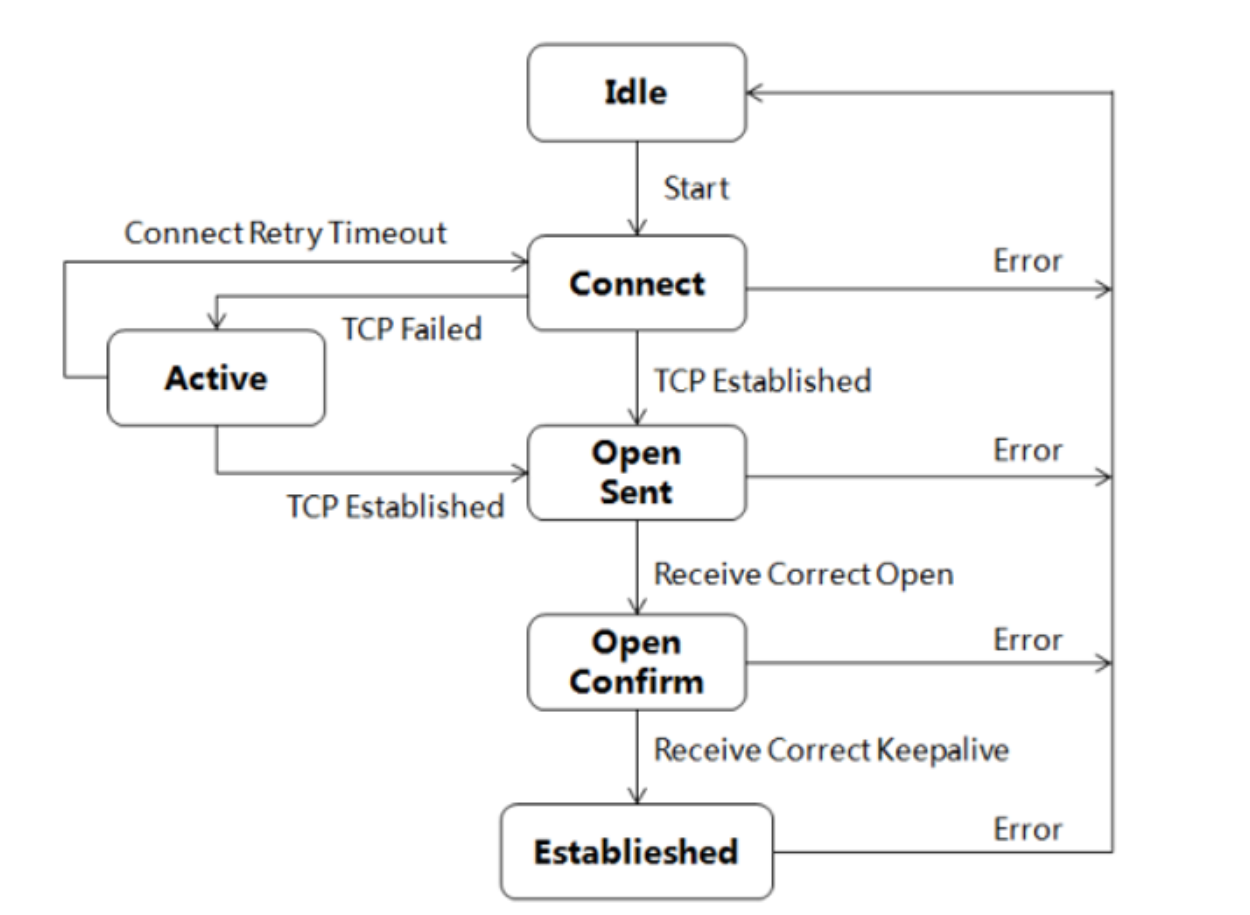 Idle
Start
Connect Retry Timeout
Connect
Error
TCP Failed
Active
TCP Established
Open
Sent
Error
TCP Established
Receive Correct Open
Open
Confirm
Error
Receive Correct Keepalive
Establieshed
Error